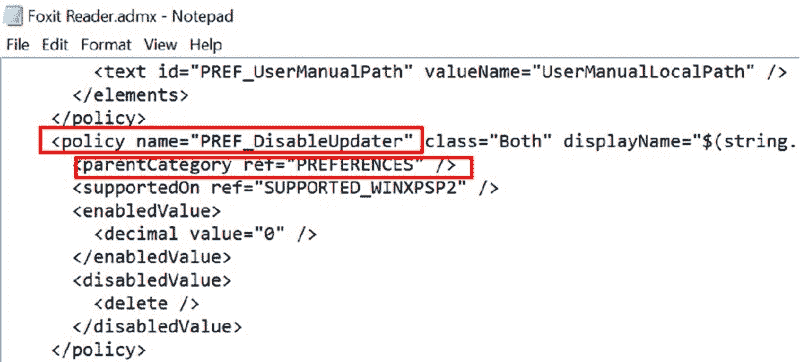 Foxit Reader.admx - Notepad
File Edit Format View Help
<text id="PREF_UserManualPath" valueName="UserManualLocalPath" />
</elements>
</policy>
<policy name="PREF_DisableUpdater" class="Both" displayName="$(string.
<parentCategory ref="PREFERENCES" />
<supportedOn ref="SUPPORTED_WINXPSP2" />
<enabledValue>
<decimal value="0" />
</enabledValue>
<disabledValue>
<delete />
</disabledValue>
</policy>